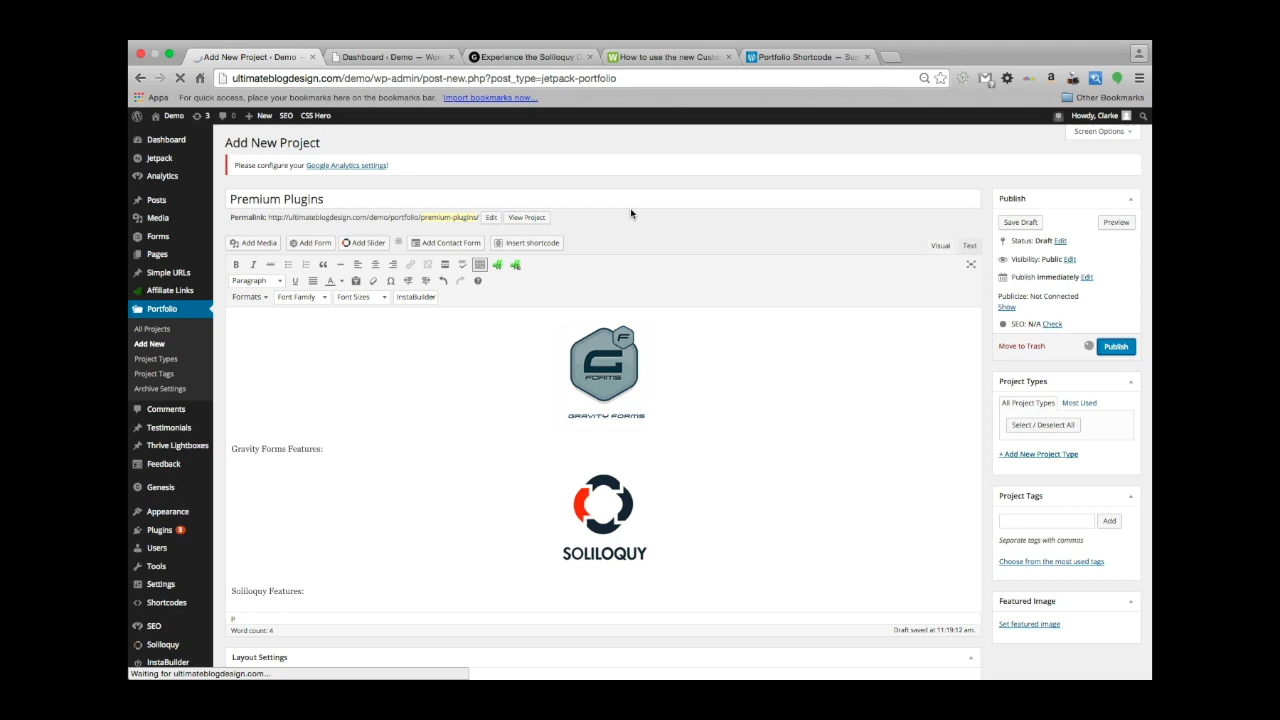 Add New Project · Demo
Dashboard · Demo — Wor
Experience the Soliloquy D
How to use the new Custo
Portfolio Shortcode — Sup
ultimateblogdesign.com/demo/wp-admin/post-new.php?post_type=jetpack-portfolio
Apps
For quick access, place your bookmarks here on the bookmarks bar.
Import bookmarks now...
Other Bookmarks
Demo
3
0
New
SEO
CSS Hero
Howdy, Clarke
Screen Options
Dashboard
Jetpack
Analytics
Posts
Media
Forms
Pages
Simple URLs
Affiliate Links
Portfolio
All Projects
Add New
Project Types
Project Tags
Archive Settings
Comments
Testimonials
Thrive Lightboxes
Feedback
Genesis
Appearance
Plugins 3
Users
Tools
Settings
Shortcodes
SEO
Soliloquy
InstaBuilder
Add New Project
Please configure your Google Analytics settings!
Premium Plugins
Permalink: http://ultimateblogdesign.com/demo/portfolio/premium-plugins/ Edit View Project
Add Media
Add Form
Add Slider
Add Contact Form
Insert shortcode
Visual
Text
Paragraph
Formats
Font Family
Font Sizes
InstaBuilder
F
G
FORMS
GRAVITY FORMS
Gravity Forms Features:
SOLILOQUY
Soliloquy Features:
P
Word count: 4
Draft saved at 11:19:12 am.
Layout Settings
Publish
Save Draft
Preview
Status: Draft Edit
Visibility: Public Edit
Publish immediately Edit
Publicize: Not Connected
Show
SEO: N/A Check
Move to Trash
Publish
Project Types
All Project Types
Most Used
Select / Deselect All
+ Add New Project Type
Project Tags
Add
Separate tags with commas
Choose from the most used tags
Featured Image
Set featured image
Waiting for ultimateblogdesign.com...